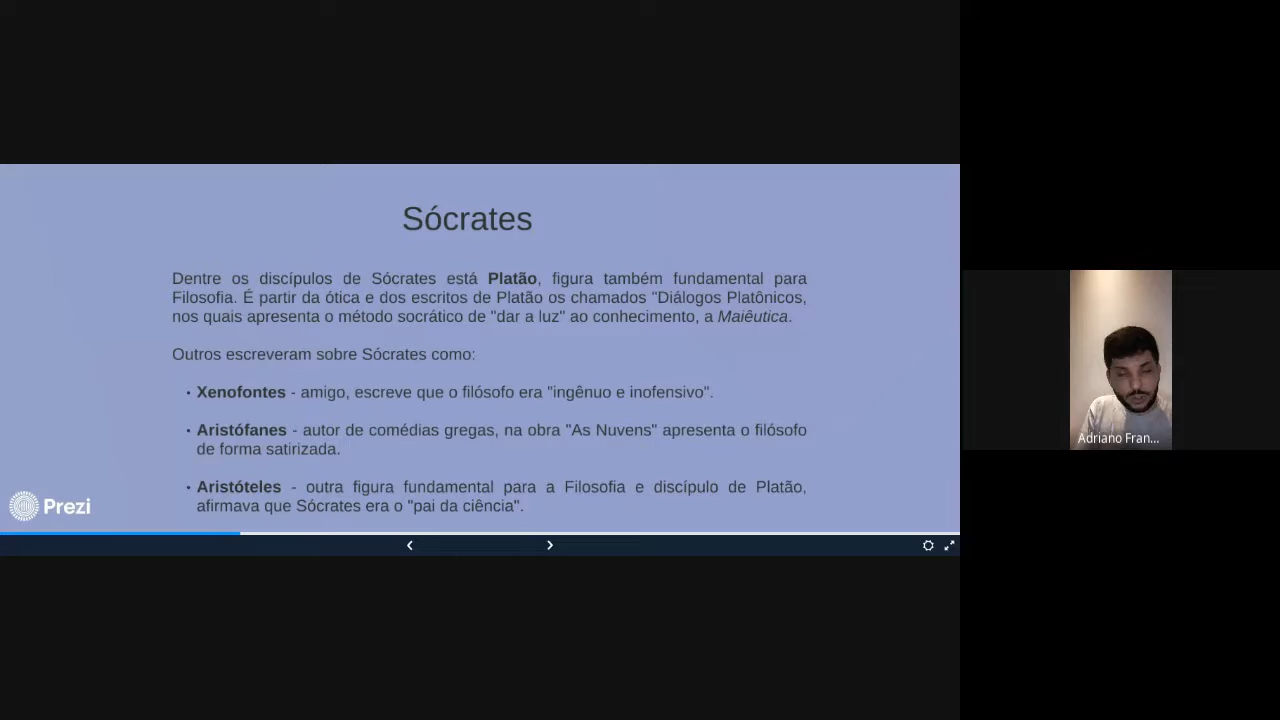 Sócrates
Dentre os discípulos de Sócrates está Platão, figura também fundamental para
Filosofia. É partir da ótica e dos escritos de Platão os chamados "Diálogos Platônicos,
nos quais apresenta o método socrático de "dar a luz" ao conhecimento, a Maiêutica.
Outros escreveram sobre Sócrates como:
• Xenofontes - amigo, escreve que o filósofo era "ingênuo e inofensivo".
• Aristófanes - autor de comédias gregas, na obra "As Nuvens" apresenta o filósofo
de forma satirizada.
• Aristóteles - outra figura fundamental para a Filosofia e discípulo de Platão,
afirmava que Sócrates era o "pai da ciência".
Prezi
Adriano Fran...